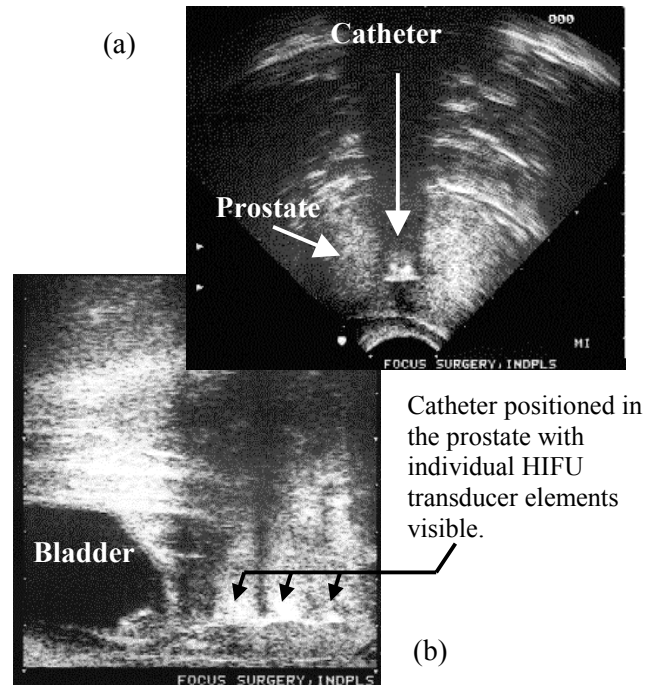 (a)
000
Catheter
Prostate
MI
FOCUS SURGERY, INDPLS
Catheter positioned in
the prostate with
individual HIFU
transducer elements
visible.
Bladder
(b)
FOCUS SURGERY, INDPLS